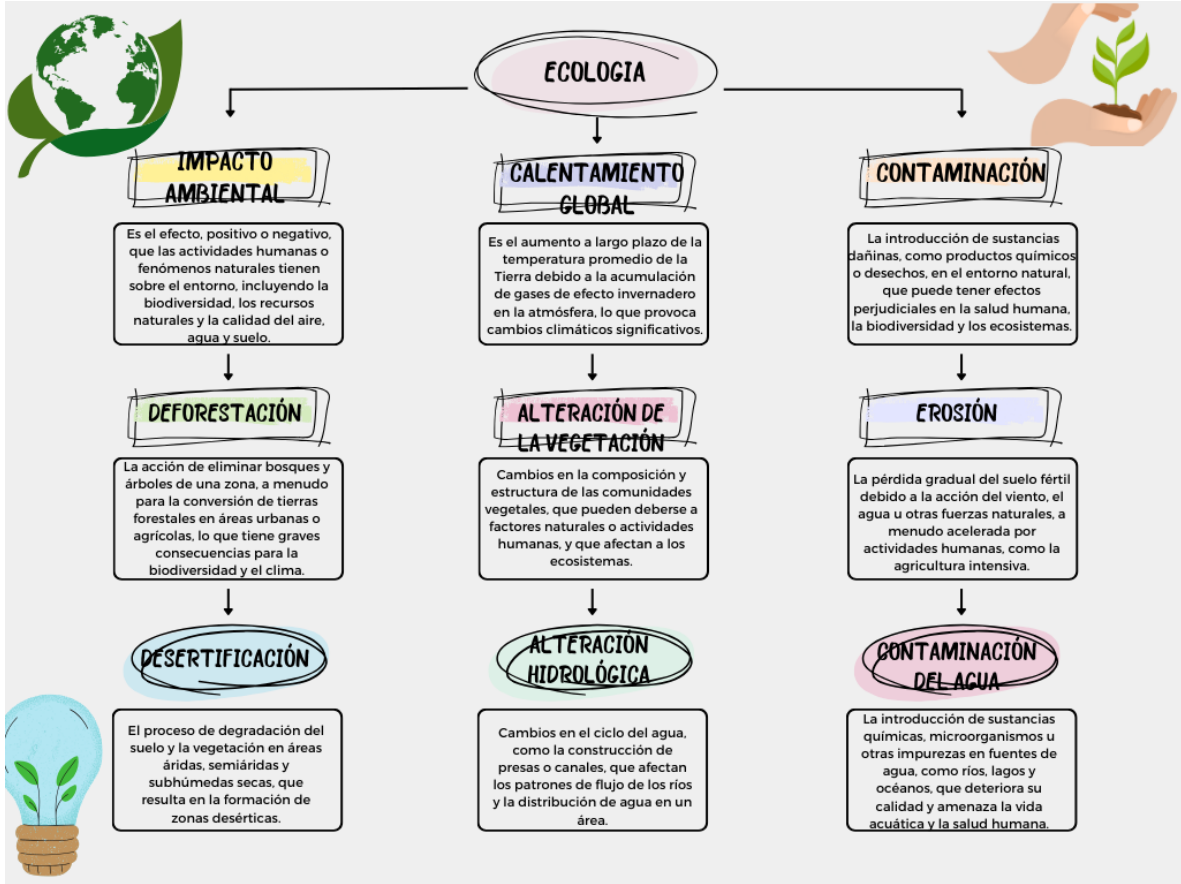 ECOLOGIA
IMPACTO
AMBIENTAL
Es el efecto, positivo o negativo,
que las actividades humanas o
fenómenos naturales tienen
sobre el entorno, incluyendo la
biodiversidad, los recursos
naturales y la calidad del aire,
agua y suelo.
DEFORESTACIÓN
La acción de eliminar bosques y
árboles de una zona, a menudo
para la conversión de tierras
forestales en áreas urbanas o
agrícolas, lo que tiene graves
consecuencias para la
biodiversidad y el clima.
DESERTIFICACIÓN
El proceso de degradación del
suelo y la vegetación en áreas
áridas, semiáridas y
subhúmedas secas, que
resulta en la formación de
zonas desérticas.
CALENTAMIENTO
GLOBAL
Es el aumento a largo plazo de la
temperatura promedio de la
Tierra debido a la acumulación
de gases de efecto invernadero
en la atmósfera, lo que provoca
cambios climáticos significativos.
ALTERACIÓN DE
LA VEGETACIÓN
Cambios en la composición y
estructura de las comunidades
vegetales, que pueden deberse a
factores naturales o actividades
humanas, y que afectan a los
ecosistemas.
ALTERACIÓN
HIDROLÓGICA
Cambios en el ciclo del agua,
como la construcción de
presas o canales, que afectan
los patrones de flujo de los ríos
y la distribución de agua en un
área.
CONTAMINACIÓN
La introducción de sustancias
dañinas, como productos químicos
o desechos, en el entorno natural,
que puede tener efectos
perjudiciales en la salud humana,
la biodiversidad y los ecosistemas.
EROSIÓN
La pérdida gradual del suelo fértil
debido a la acción del viento, el
agua u otras fuerzas naturales, a
menudo acelerada por
actividades humanas, como la
agricultura intensiva.
CONTAMINACIÓN
DEL AGUA
La introducción de sustancias
químicas, microorganismos u
otras impurezas en fuentes de
agua, como ríos, lagos y
océanos, que deteriora su
calidad y amenaza la vida
acuática y la salud humana.